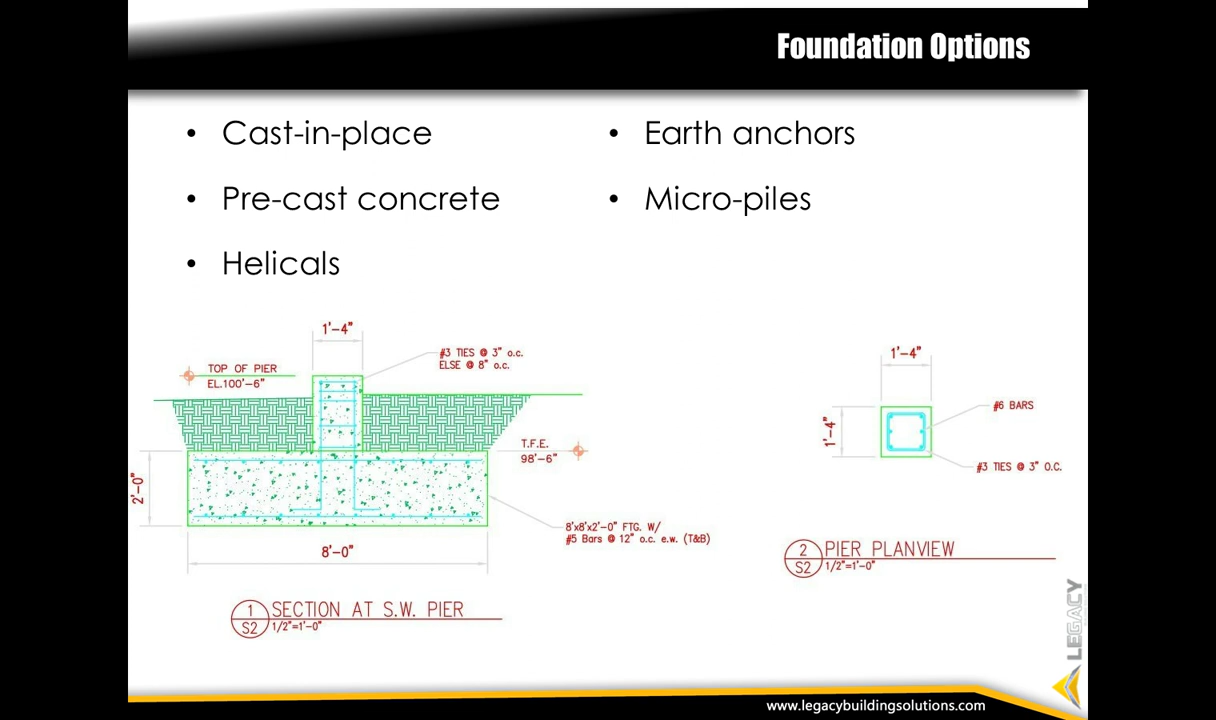 Foundation Options
• Cast-in-place
• Pre-cast concrete
• Helicals
• Earth anchors
• Micro-piles
1'-4"
#3 TIES @ 3" o.c.
ELSE @ 8" o.c.
TOP OF PIER
EL.100'-6"
T.F.E.
98'-6"
2'-0"
8'x8'x2'-0" FTG. W/
#5 Bars @ 12" o.c. e.w. (T&B)
8'-0"
1 SECTION AT S.W. PIER
S2 1/2"=1'-0"
1'-4"
#6 BARS
1'-4"
#3 TIES @ 3" O.C.
2 PIER PLANVIEW
S2 1/2"=1'-0"
LEGACY
www.legacybuildingsolutions.com